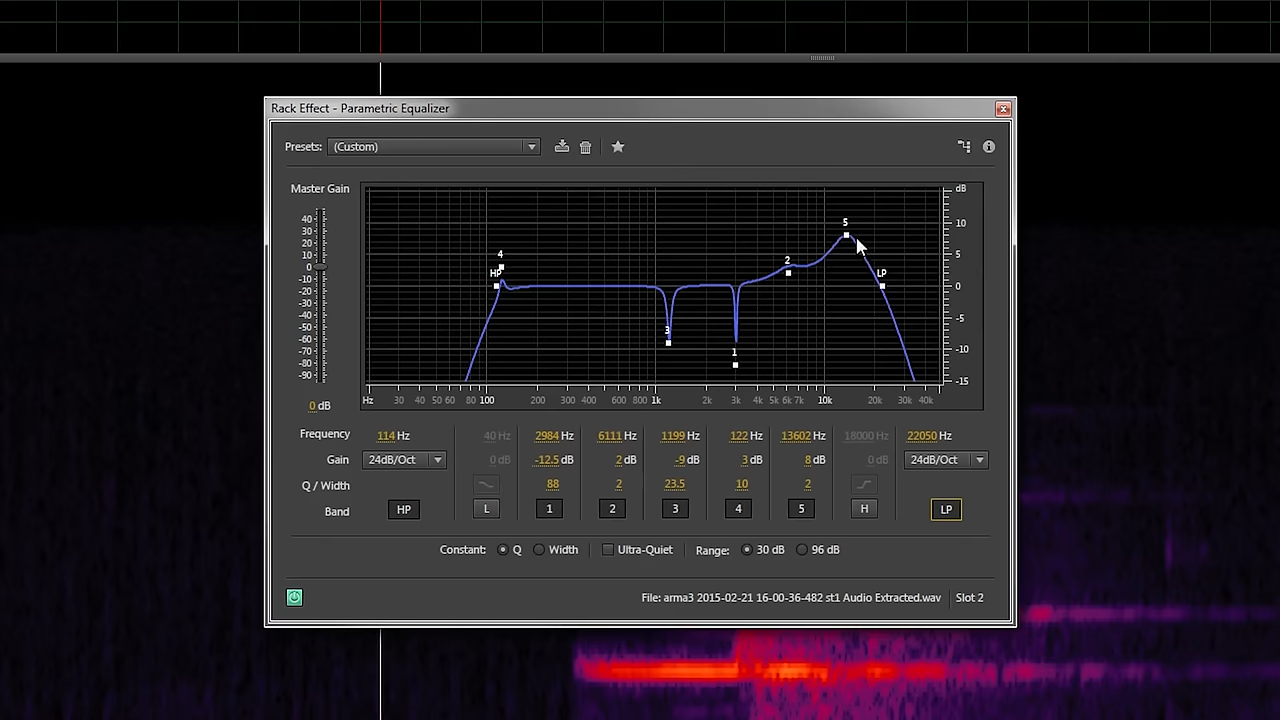 Rack Effect - Parametric Equalizer
Presets: (Custom)
Master Gain
dB
40
30
20
10
0
-10
-20
-30
-40
-50
-60
-70
-80
-90
0 dB
4
HP
3
1
2
5
LP
10
5
0
-5
-10
-15
Hz 30 40 50 60 80 100 200 300 400 600 800 1k 2k 3k 4k 5k 6k 7k 10k 20k 30k 40k
Frequency 114 Hz 40 Hz 2984 Hz 6111 Hz 1199 Hz 122 Hz 13602 Hz 18000 Hz 22050 Hz
Gain 24dB/Oct 0 dB -12.5 dB 2 dB -9 dB 3 dB 8 dB 0 dB 24dB/Oct
Q / Width 88 2 23.5 10 2
Band HP L 1 2 3 4 5 H LP
Constant: Q Width Ultra-Quiet Range: 30 dB 96 dB
File: arma3 2015-02-21 16-00-36-482 st1 Audio Extracted.wav Slot 2